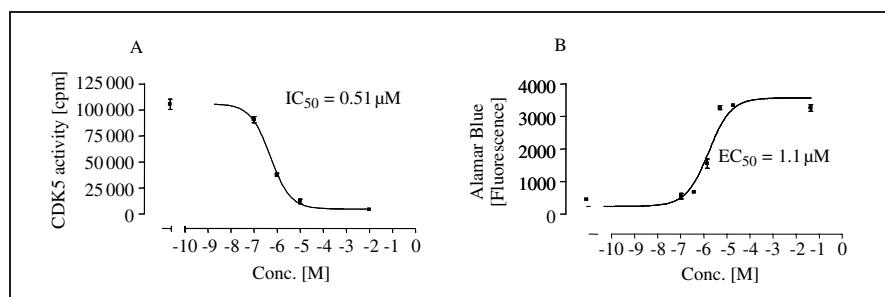 A
CDK5 activity [cpm]
125 000
100 000
75 000
50 000
25 000
0
IC50 = 0.51 µM
-10 -9 -8 -7 -6 -5 -4 -3 -2 -1 0
Conc. [M]
B
Alamar Blue
[Fluorescence]
4000
3000
2000
1000
0
EC50 = 1.1 µM
-10 -9 -8 -7 -6 -5 -4 -3 -2 -1 0
Conc. [M]